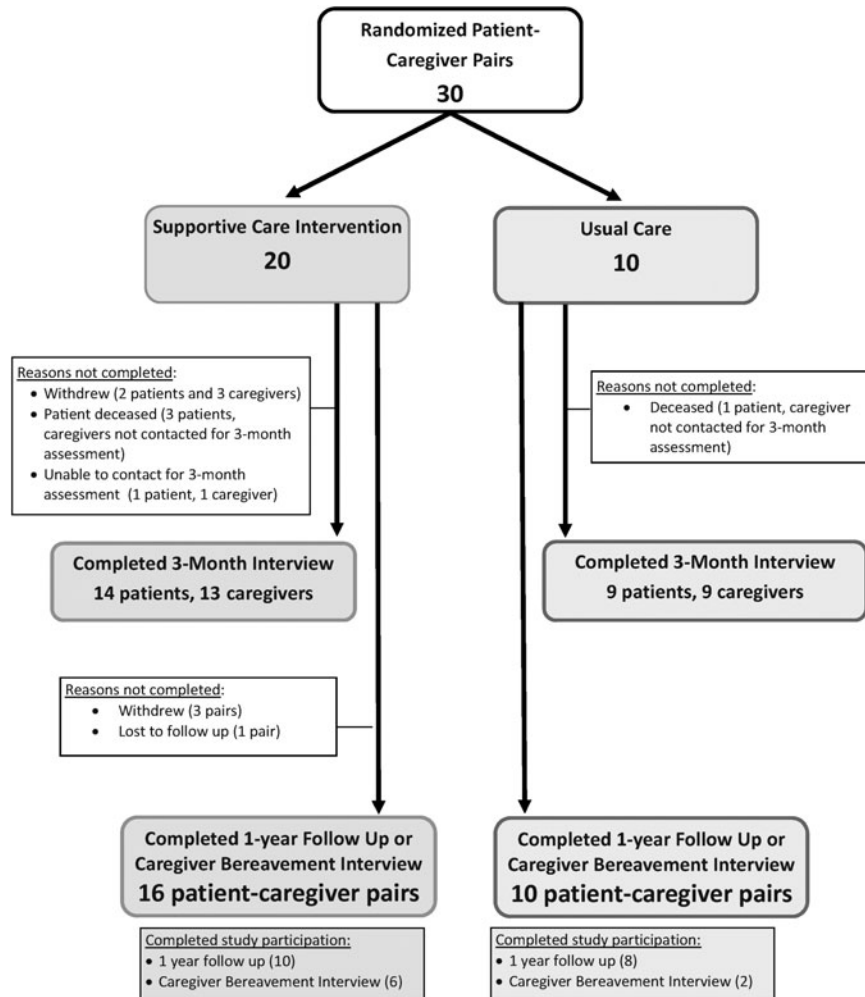 Randomized Patient-
Caregiver Pairs
30
Supportive Care Intervention
20
Usual Care
10
Reasons not completed:
• Withdrew (2 patients and 3 caregivers)
• Patient deceased (3 patients,
caregivers not contacted for 3-month
assessment)
• Unable to contact for 3-month
assessment (1 patient, 1 caregiver)
Reasons not completed:
• Deceased (1 patient, caregiver
not contacted for 3-month
assessment)
Completed 3-Month Interview
14 patients, 13 caregivers
Completed 3-Month Interview
9 patients, 9 caregivers
Reasons not completed:
• Withdrew (3 pairs)
• Lost to follow up (1 pair)
Completed 1-year Follow Up or
Caregiver Bereavement Interview
16 patient-caregiver pairs
Completed 1-year Follow Up or
Caregiver Bereavement Interview
10 patient-caregiver pairs
Completed study participation:
• 1 year follow up (10)
• Caregiver Bereavement Interview (6)
Completed study participation:
• 1 year follow up (8)
• Caregiver Bereavement Interview (2)